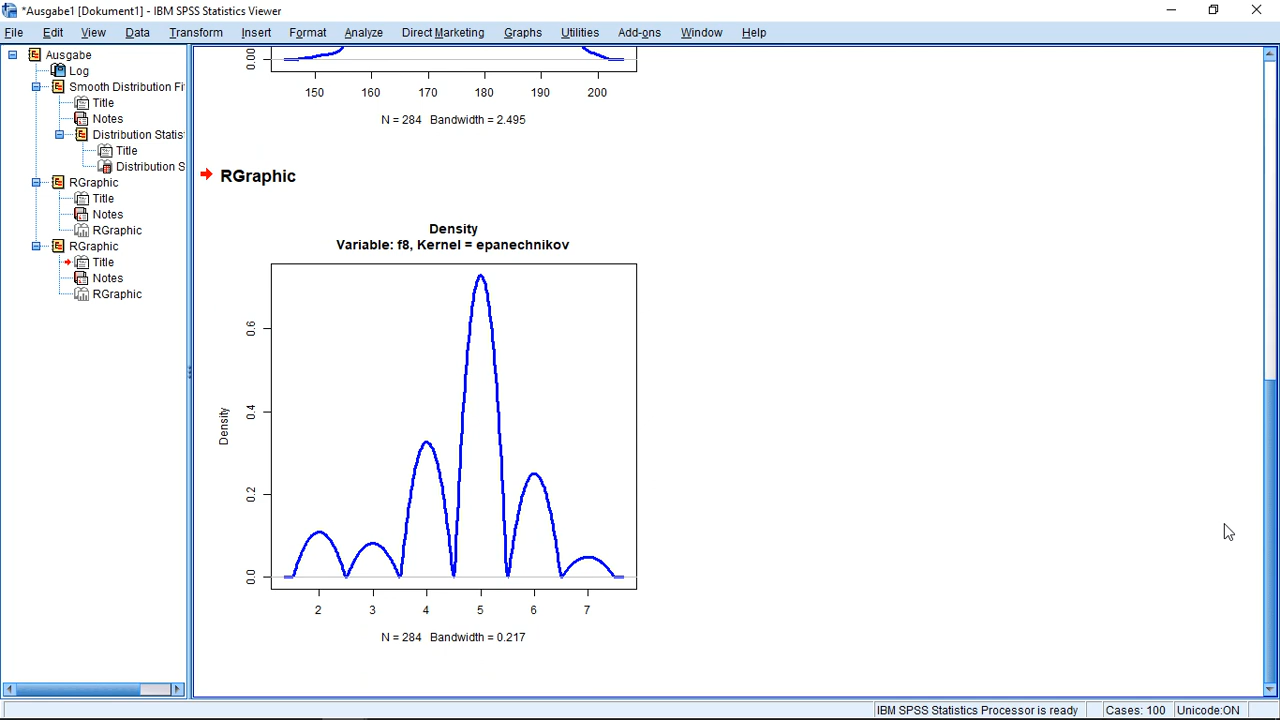 *Ausgabe1 [Dokument1] - IBM SPSS Statistics Viewer
File Edit View Data Transform Insert Format Analyze Direct Marketing Graphs Utilities Add-ons Window Help
Ausgabe
Log
Smooth Distribution Fi
Title
Notes
Distribution Statis
Title
Distribution S
RGraphic
Title
Notes
RGraphic
RGraphic
Title
Notes
RGraphic
0.00
150 160 170 180 190 200
N = 284 Bandwidth = 2.495
RGraphic
Density
Variable: f8, Kernel = epanechnikov
Density
0.6
0.4
0.2
0.0
2 3 4 5 6 7
N = 284 Bandwidth = 0.217
IBM SPSS Statistics Processor is ready Cases: 100 Unicode:ON